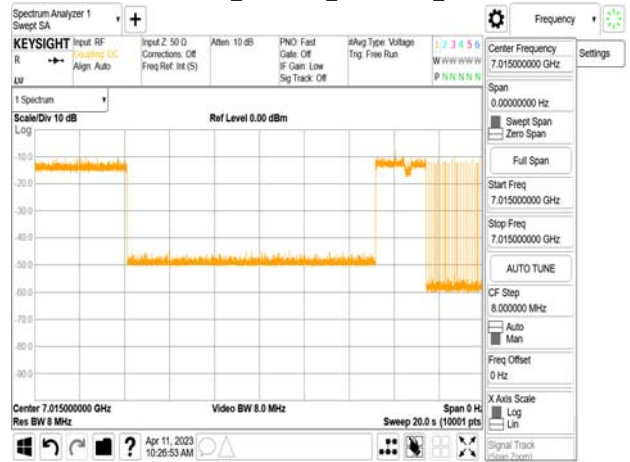 Spectrum Analyzer 1
Swept SA
Frequency
KEYSIGHT
R
Input: RF
Coupling: DC
Align: Auto
Input Z: 50 Ω
Corrections: Off
Freq Ref: Int (S)
Atten: 10 dB
PNO: Fast
Gate: Off
IF Gain: Low
Sig Track: Off
#Avg Type: Voltage
Trig: Free Run
1 2 3 4 5 6
W W W W W W
P N N N N N
1 Spectrum
Scale/Div 10 dB
Ref Level 0.00 dBm
Log
-10.0
-20.0
-30.0
-40.0
-50.0
-60.0
-70.0
-80.0
-90.0
Center 7.015000000 GHz
Res BW 8 MHz
Video BW 8.0 MHz
Span 0 Hz
Sweep 20.0 s (10001 pts
Apr 11, 2023
10:26:53 AM
Center Frequency
7.015000000 GHz
Settings
Span
0.00000000 Hz
Swept Span
Zero Span
Full Span
Start Freq
7.015000000 GHz
Stop Freq
7.015000000 GHz
AUTO TUNE
CF Step
8.000000 MHz
Auto
Man
Freq Offset
0 Hz
X Axis Scale
Log
Lin
Signal Track
(Span Zoom)